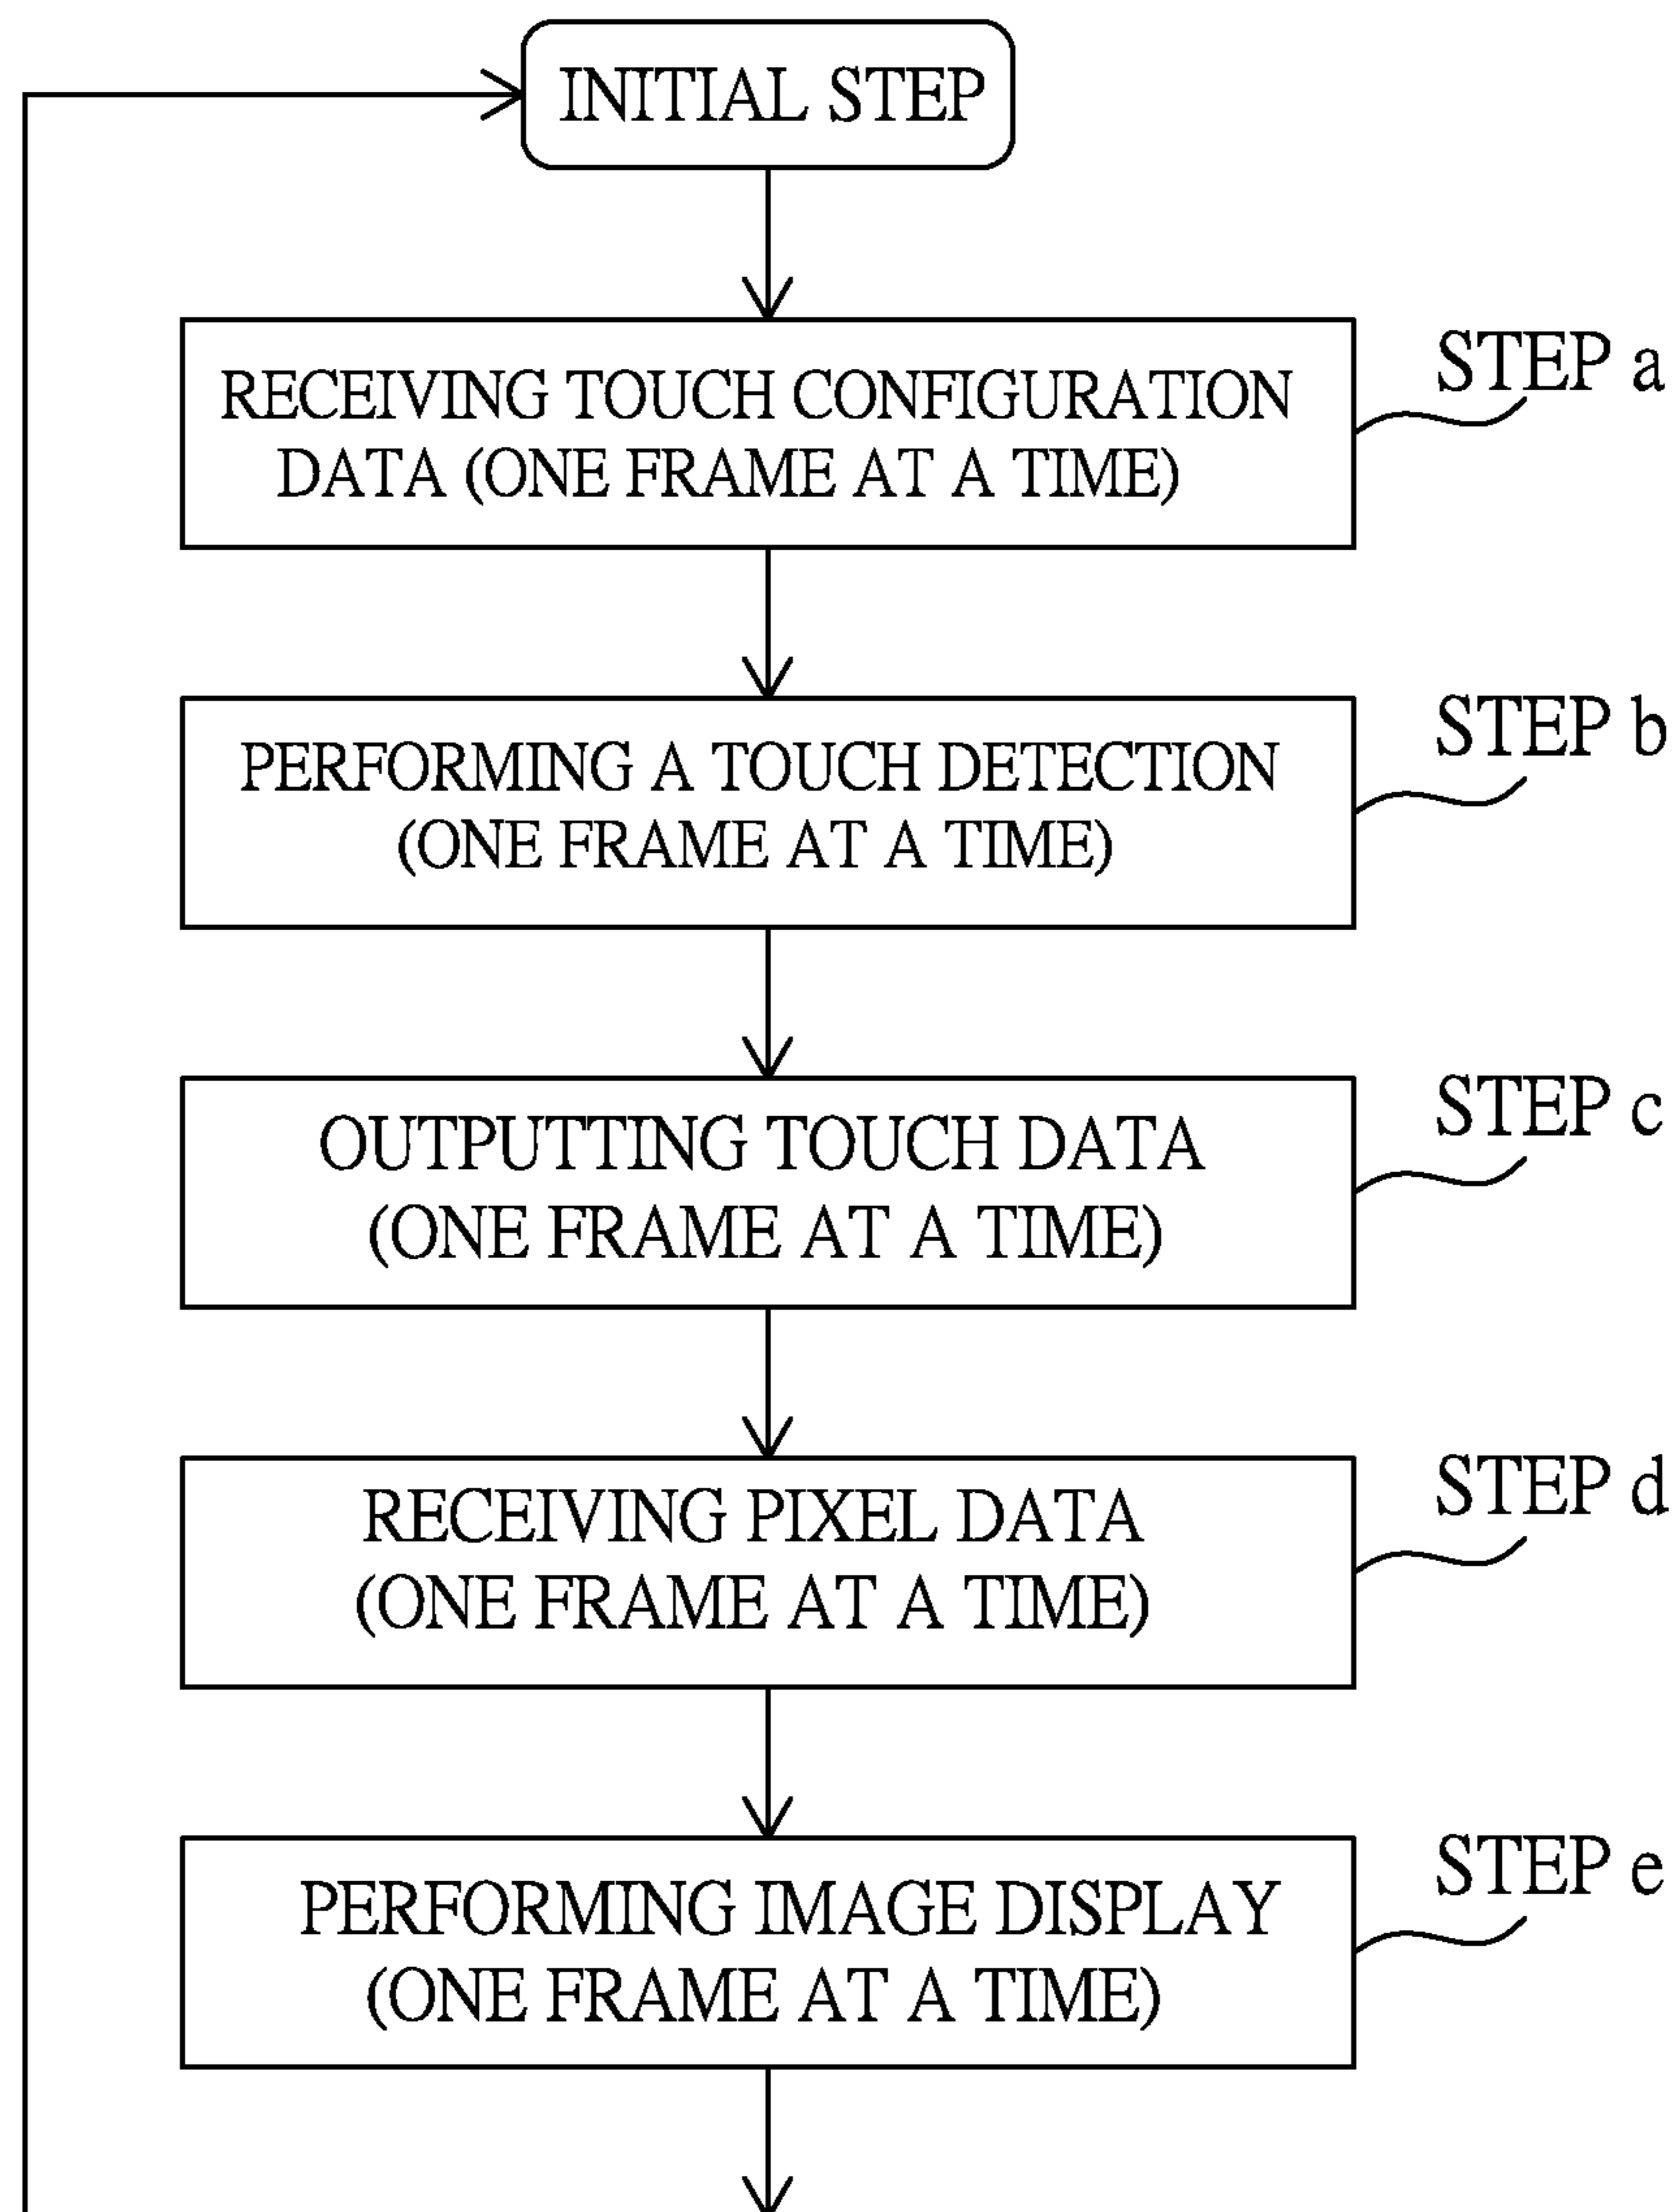 INITIAL STEP
RECEIVING TOUCH CONFIGURATION
DATA (ONE FRAME AT A TIME)
STEP a
PERFORMING A TOUCH DETECTION
(ONE FRAME AT A TIME)
STEP b
OUTPUTTING TOUCH DATA
(ONE FRAME AT A TIME)
STEP c
RECEIVING PIXEL DATA
(ONE FRAME AT A TIME)
STEP d
PERFORMING IMAGE DISPLAY
(ONE FRAME AT A TIME)
STEP e